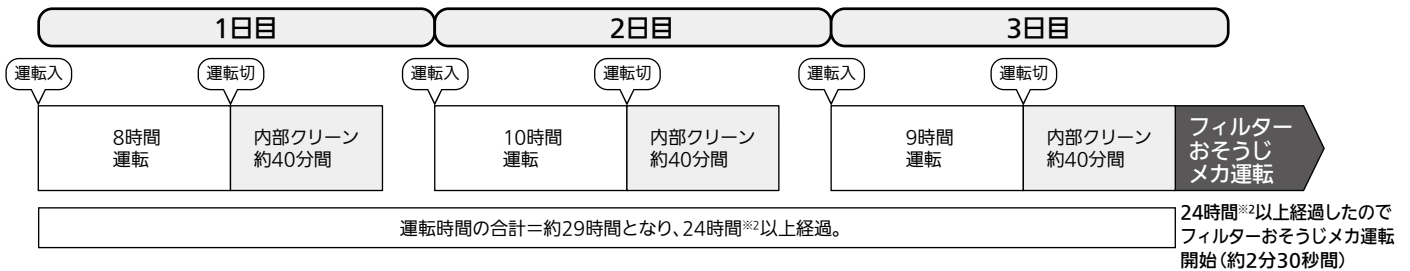 1日目
2日目
3日目
運転入
運転切
運転入
運転切
運転入
運転切
8時間
運転
内部クリーン
約40分間
10時間
運転
内部クリーン
約40分間
9時間
運転
内部クリーン
約40分間
フィルター
おそうじ
メカ運転
運転時間の合計＝約29時間となり、24時間※2以上経過。
24時間※2以上経過したので
フィルターおそうじメカ運転
開始（約2分30秒間）